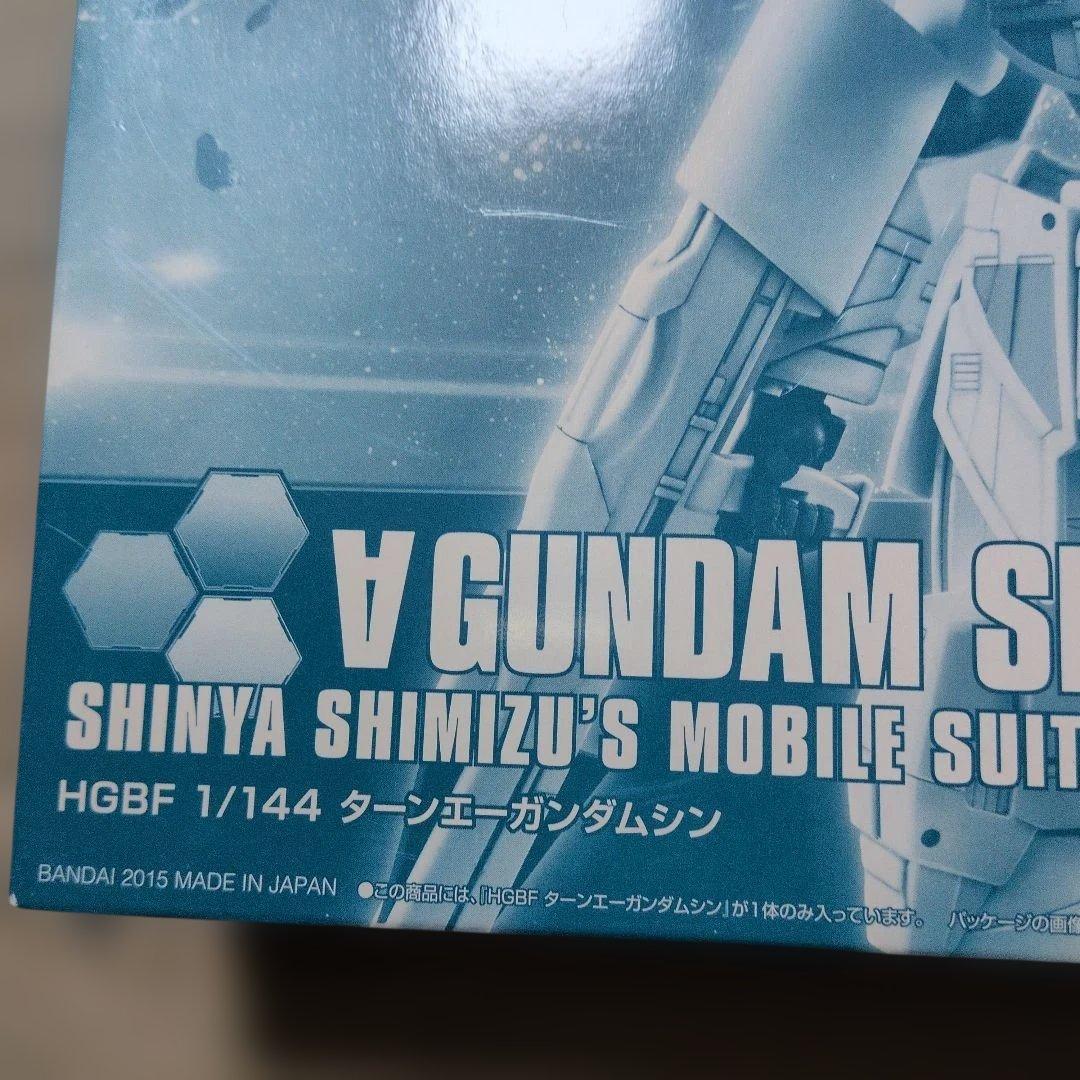 ∀GUNDAM
SHINYA SHIMIZU'S MOBILE SUIT
HGBF 1/144 ターンエーガンダムシン
BANDAI 2015 MADE IN JAPAN ●この商品には、『HGBF ターンエーガンダムシン』が1体のみ入っています。 パッケージの画像